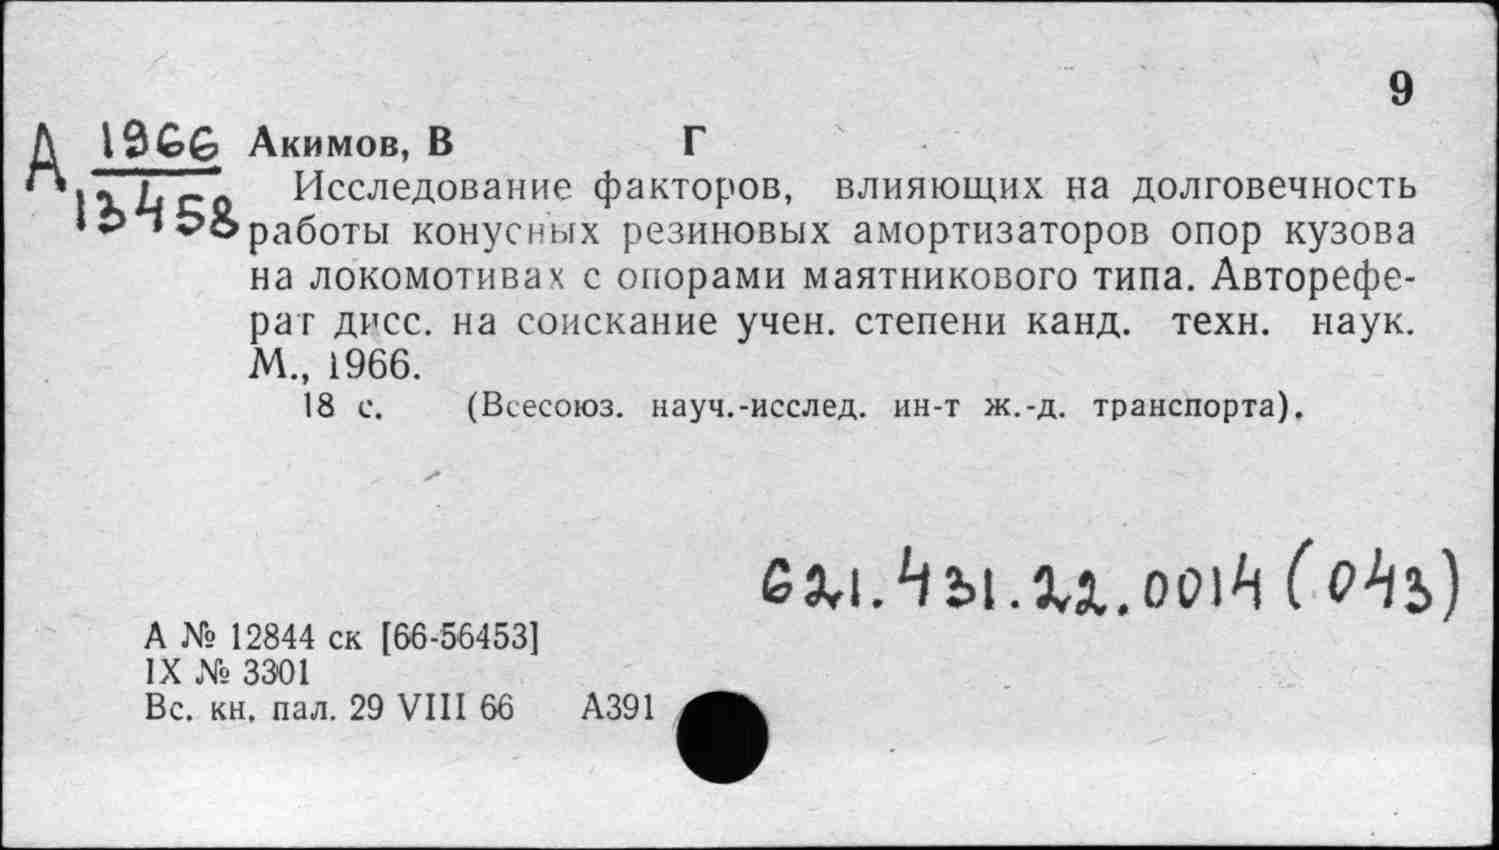 9
А 1966 Акимов, В Г
13458
Исследование факторов, влияющих на долговечность
работы конусных резиновых амортизаторов опор кузова
на локомотивах с опорами маятникового типа. Авторефе-
рат дисс. на соискание учен. степени канд. техн. наук.
М., 1966.
18 с. (Всесоюз. науч.-исслед. ин-т ж.-д. транспорта).
621.431.22.0014(043)
А № 12844 ск [66-56453]
IX № 3301
Вс. кн. пал. 29 VIII 66 А391